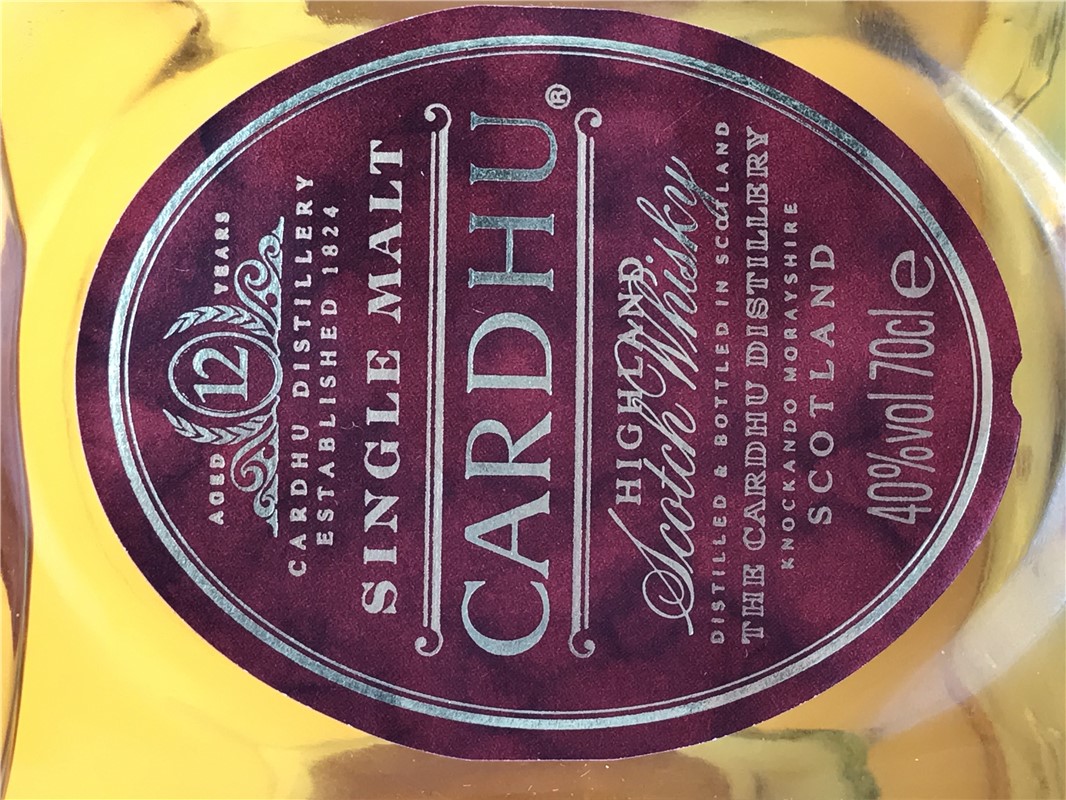 AGED 12 YEARS
CARDHU DISTILLERY
ESTABLISHED 1824
SINGLE MALT
CARDHU®
HIGHLAND
Scotch Whisky
DISTILLED & BOTTLED IN SCOTLAND
THE CARDHU DISTILLERY
KNOCKANDO MORAYSHIRE
SCOTLAND
40%vol 70cl e